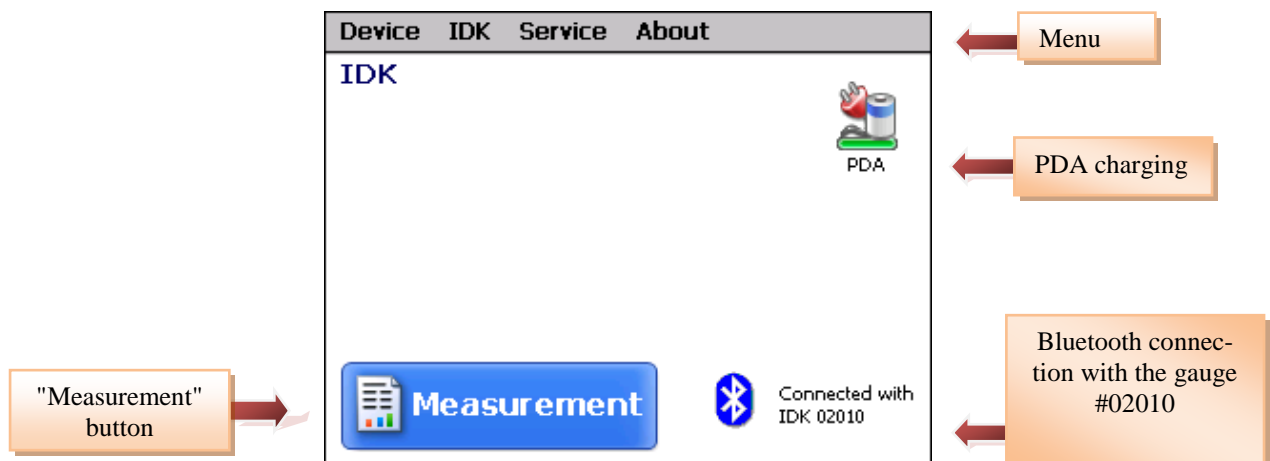 Device IDK Service About
Menu
IDK
PDA
PDA charging
Bluetooth connec-
tion with the gauge
#02010
"Measurement"
button
Measurement
Connected with
IDK 02010